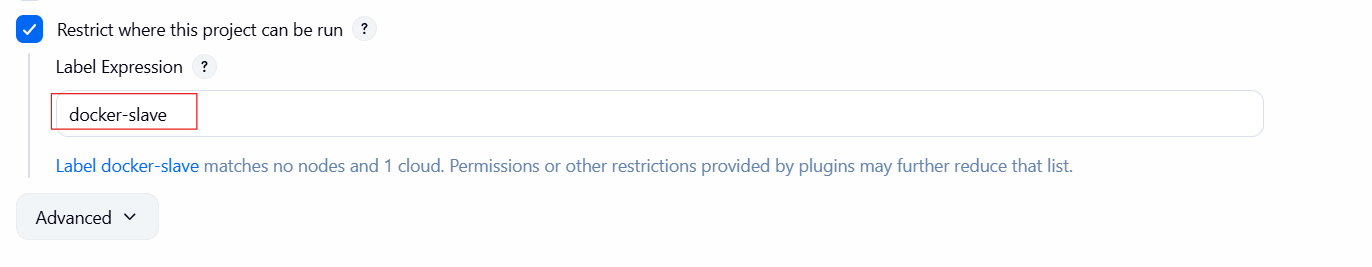 Restrict where this project can be run ?
Label Expression ?
docker-slave
Label docker-slave matches no nodes and 1 cloud. Permissions or other restrictions provided by plugins may further reduce that list.
Advanced